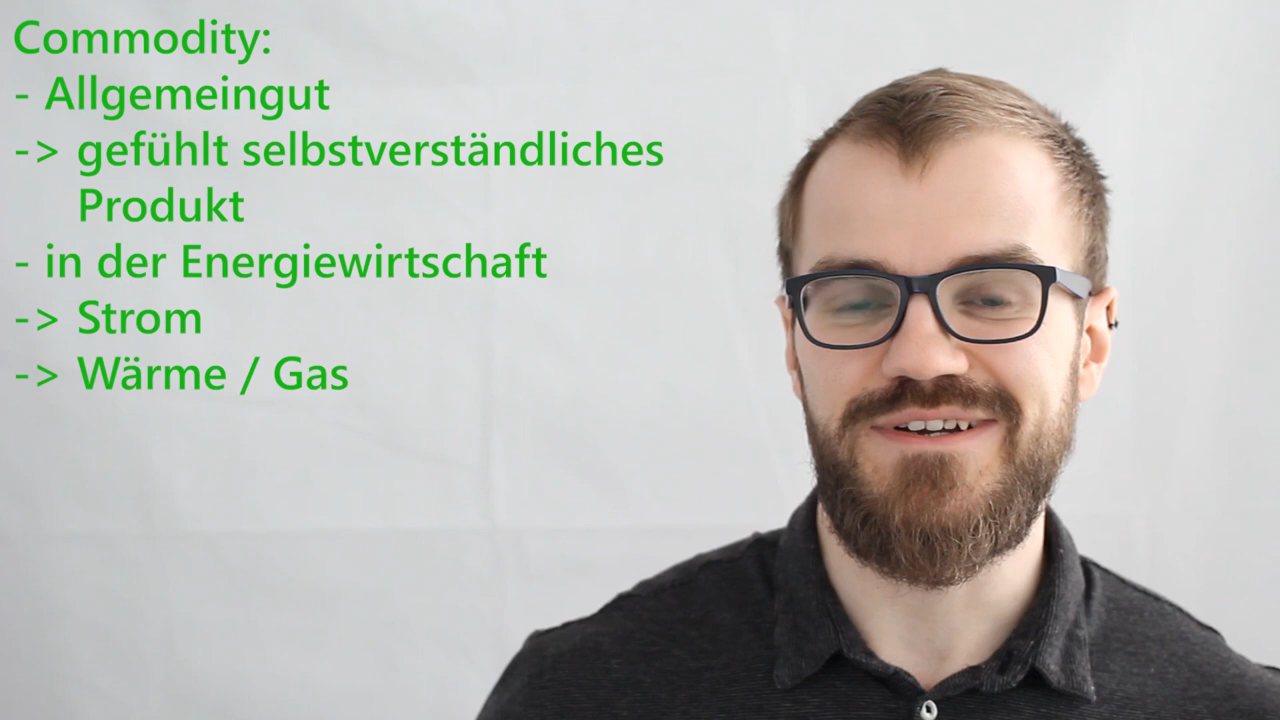 Commodity:
- Allgemeingut
-> gefühlt selbstverständliches
Produkt
- in der Energiewirtschaft
-> Strom
-> Wärme / Gas